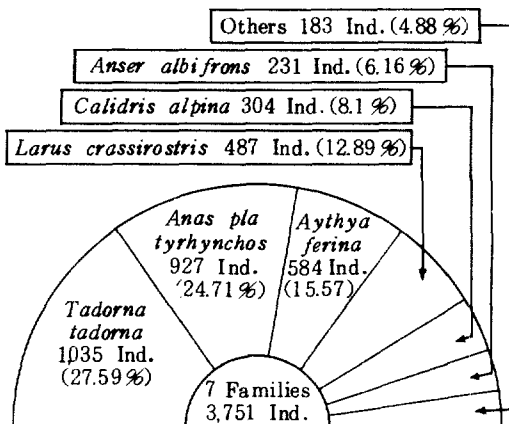 Others 183 Ind. (4.88%)
Anser albifrons 231 Ind. (6.16%)
Calidris alpina 304 Ind. (8.1%)
Larus crassirostris 487 Ind. (12.89%)
Anas pla
tyrhynchos
927 Ind.
(24.71%)
Aythya
ferina
584 Ind.
(15.57)
Tadorna
tadorna
1,035 Ind.
(27.59%)
7 Families
3,751 Ind.